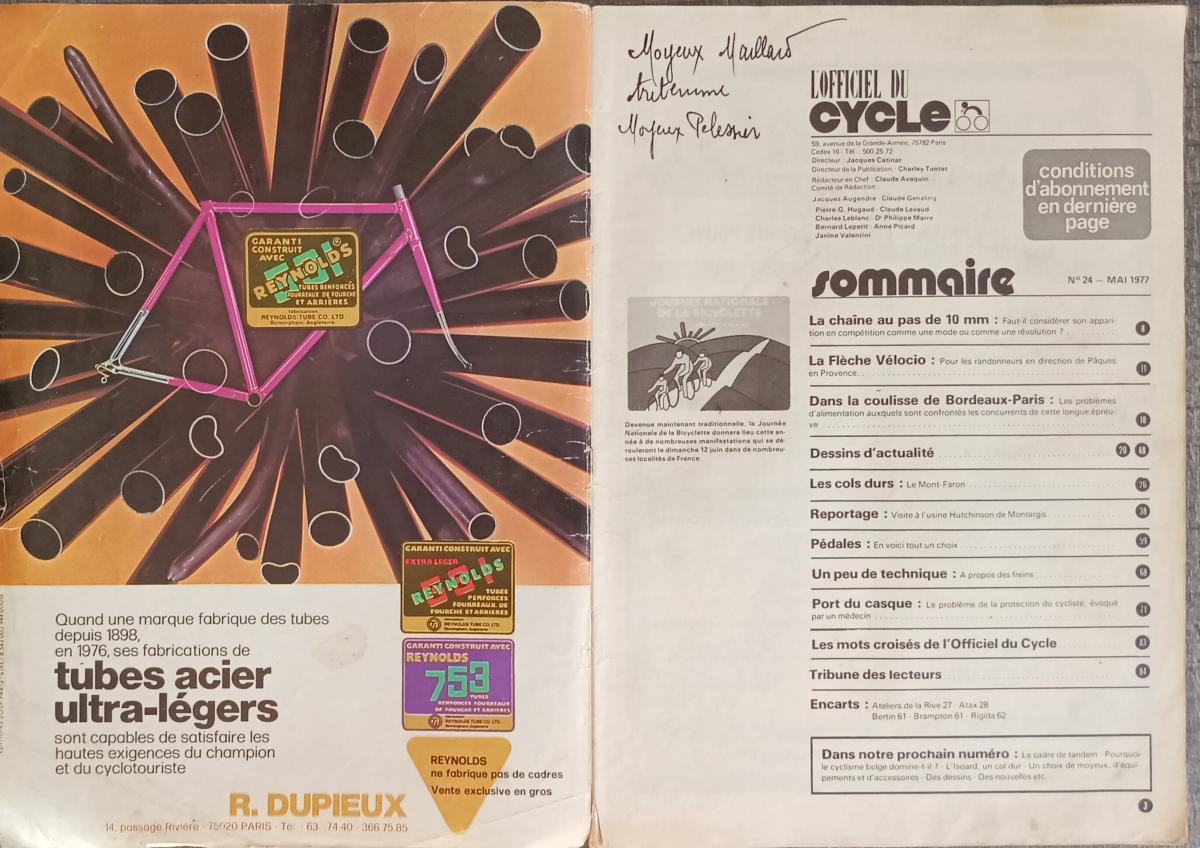 GARANTI
CONSTRUIT
AVEC
531
REYNOLDS®
TUBES RENFORCÉS
FOURREAUX DE FOURCHE
ET ARRIÈRES
fabrication
REYNOLDS TUBE CO. LTD
Birmingham, Angleterre
GARANTI CONSTRUIT AVEC
EXTRA LEGER
REYNOLDS
TUBES
FOURREAUX DE
FOURCHE ET ARRIERES
fabrication
REYNOLDS TUBE CO. LTD
Birmingham, Angleterre
GARANTI CONSTRUIT AVEC
REYNOLDS
753
TUBES
RENFORCES FOURREAUX
DE FOURCHE ET ARRIERES
fabrication
REYNOLDS TUBE CO. LTD
Birmingham, Angleterre
Quand une marque fabrique des tubes
depuis 1898,
en 1976, ses fabrications de
tubes acier
ultra-légers
sont capables de satisfaire les
hautes exigences du champion
et du cyclotouriste
REYNOLDS
ne fabrique pas de cadres
Vente exclusive en gros
R. DUPIEUX
14, passage Rivière - 75020 PARIS - Tél. 63 74.40 - 366.75.85
Moyeux Maillard
Moyeux Pelessier
L'OFFICIEL DU
CYCLE
59, avenue de la Grande-Armée, 75782 Paris
Cedex 16 - Tél. : 500.25.72
Directeur : Jacques Catinat
Directeur de la Publication : Charley Tantet
Rédacteur en Chef : Claude Avequin
Comité de Rédaction :
Jacques Augendre - Claude Genzling
Pierre-G. Hugaud - Claude Lavaud
Charles Leblanc - Dr Philippe Marre
Bernard Lepetit - Anne Picard
Janine Valentini
conditions
d'abonnement
en dernière
page
sommaire
N° 24 – MAI 1977
JOURNÉE NATIONALE
DE LA BICYCLETTE
Devenue maintenant traditionnelle, la Journée
Nationale de la Bicyclette donnera lieu cette an-
née à de nombreuses manifestations qui se dé-
rouleront le dimanche 12 juin dans de nombreu-
ses localités de France.
La chaîne au pas de 10 mm : Faut-il considérer son appari-
tion en compétition comme une mode ou comme une révolution ? 8
La Flèche Vélocio : Pour les randonneurs en direction de Pâques
en Provence. 11
Dans la coulisse de Bordeaux-Paris : Les problèmes
d'alimentation auxquels sont confrontés les concurrents de cette longue épreu-
ve 18
Dessins d'actualité 20 48
Les cols durs : Le Mont-Faron 26
Reportage : Visite à l'usine Hutchinson de Montargis 38
Pédales : En voici tout un choix 59
Un peu de technique : A propos des freins 68
Port du casque : Le problème de la protection du cycliste, évoqué
par un médecin 71
Les mots croisés de l'Officiel du Cycle 83
Tribune des lecteurs 84
Encarts : Ateliers de la Rive 27 - Atax 28
Bertin 61 - Brampton 61 - Rigida 62
Dans notre prochain numéro : Le cadre de tandem - Pourquoi
le cyclisme belge domine-t-il ? - L'Isoard, un col dur - Un choix de moyeux, d'équi-
pements et d'accessoires - Des dessins - Des nouvelles etc...
3